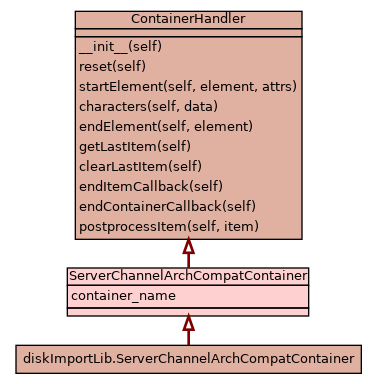 ContainerHandler
__init__(self)
reset(self)
startElement(self, element, attrs)
characters(self, data)
endElement(self, element)
getLastItem(self)
clearLastItem(self)
endItemCallback(self)
endContainerCallback(self)
postprocessItem(self, item)
ServerChannelArchCompatContainer
container_name
diskImportLib.ServerChannelArchCompatContainer